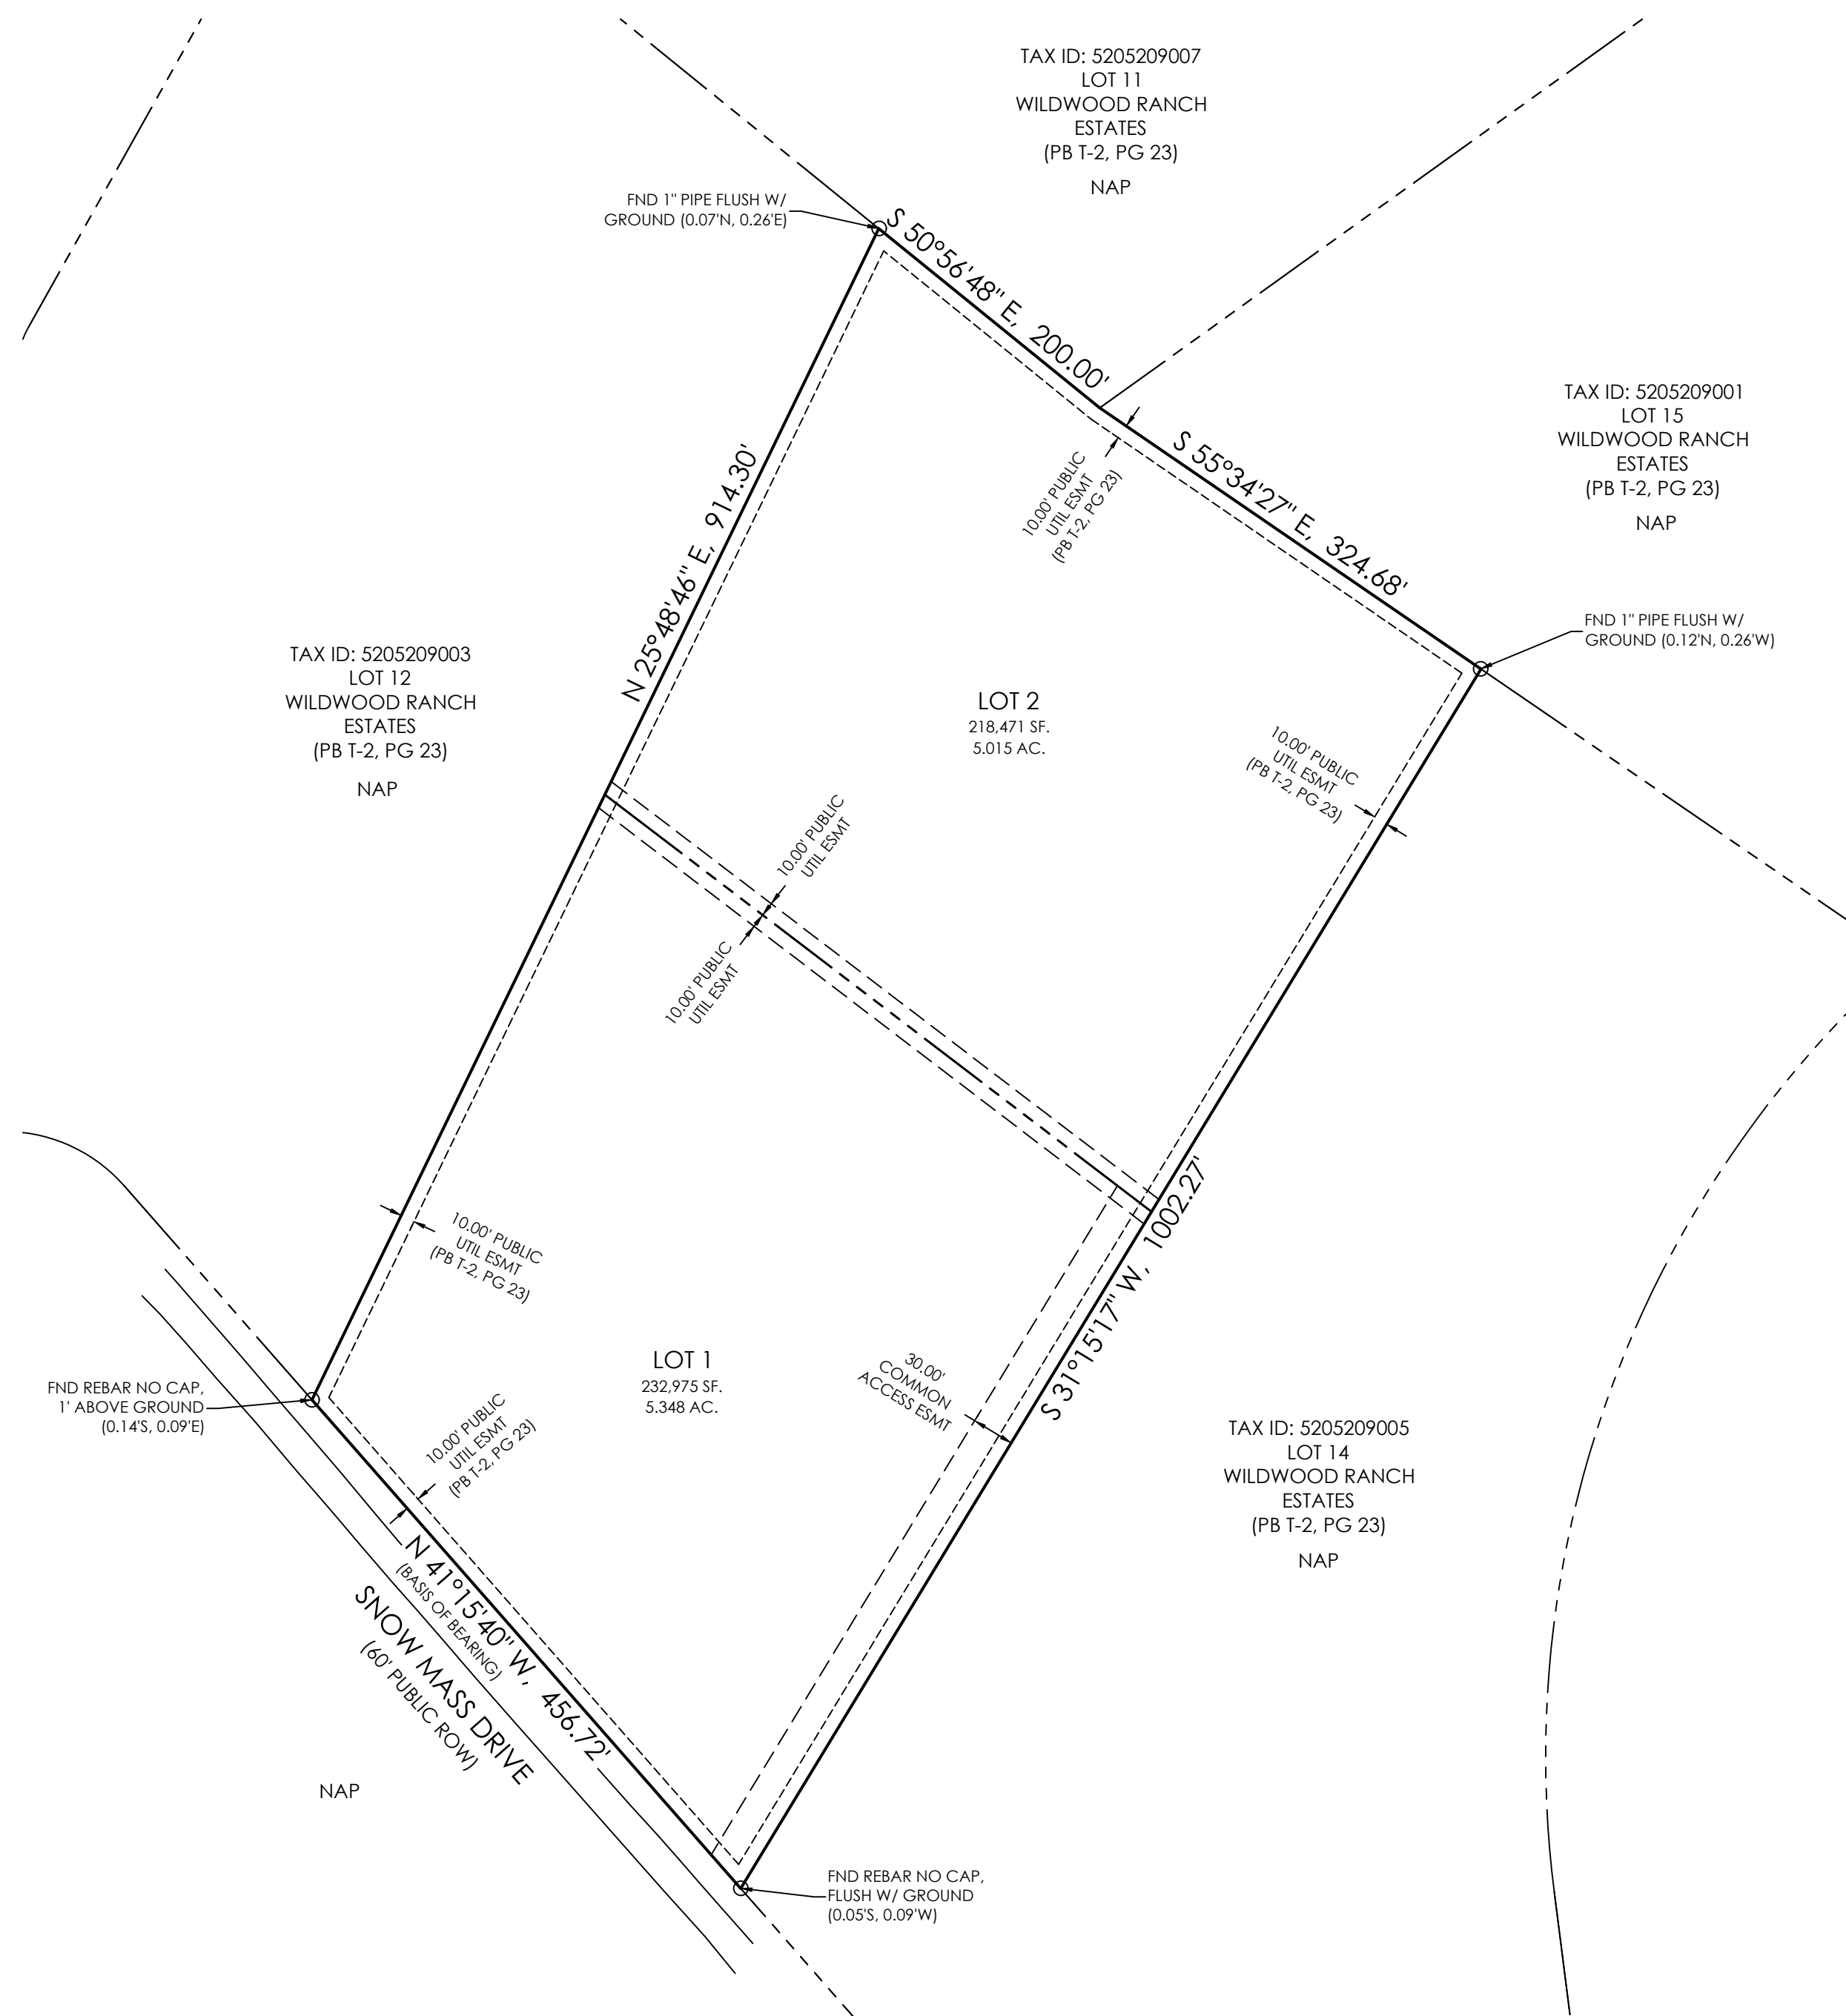 TAX ID: 5205209007
LOT 11
WILDWOOD RANCH
ESTATES
(PB T-2, PG 23)
NAP
FND 1" PIPE FLUSH W/
GROUND (0.07'N, 0.26'E)
S 50°56'48" E, 200.00'
TAX ID: 5205209001
LOT 15
WILDWOOD RANCH
ESTATES
(PB T-2, PG 23)
NAP
S 55°34'27" E, 324.68'
10.00' PUBLIC
UTIL ESMT
(PB T-2, PG 23)
N 25°48'46" E, 914.30'
FND 1" PIPE FLUSH W/
GROUND (0.12'N, 0.26'W)
TAX ID: 5205209003
LOT 12
WILDWOOD RANCH
ESTATES
(PB T-2, PG 23)
NAP
LOT 2
218,471 SF.
5.015 AC.
10.00' PUBLIC
UTIL ESMT
(PB T-2, PG 23)
10.00' PUBLIC
UTIL ESMT
10.00' PUBLIC
UTIL ESMT
S 31°15'17" W, 1002.27'
10.00' PUBLIC
UTIL ESMT
(PB T-2, PG 23)
LOT 1
232,975 SF.
5.348 AC.
30.00'
COMMON
ACCESS ESMT
FND REBAR NO CAP,
1' ABOVE GROUND
(0.14'S, 0.09'E)
10.00' PUBLIC
UTIL ESMT
(PB T-2, PG 23)
TAX ID: 5205209005
LOT 14
WILDWOOD RANCH
ESTATES
(PB T-2, PG 23)
NAP
N 41°15'40" W, 456.72'
(BASIS OF BEARING)
SNOW MASS DRIVE
(60' PUBLIC ROW)
NAP
FND REBAR NO CAP,
FLUSH W/ GROUND
(0.05'S, 0.09'W)